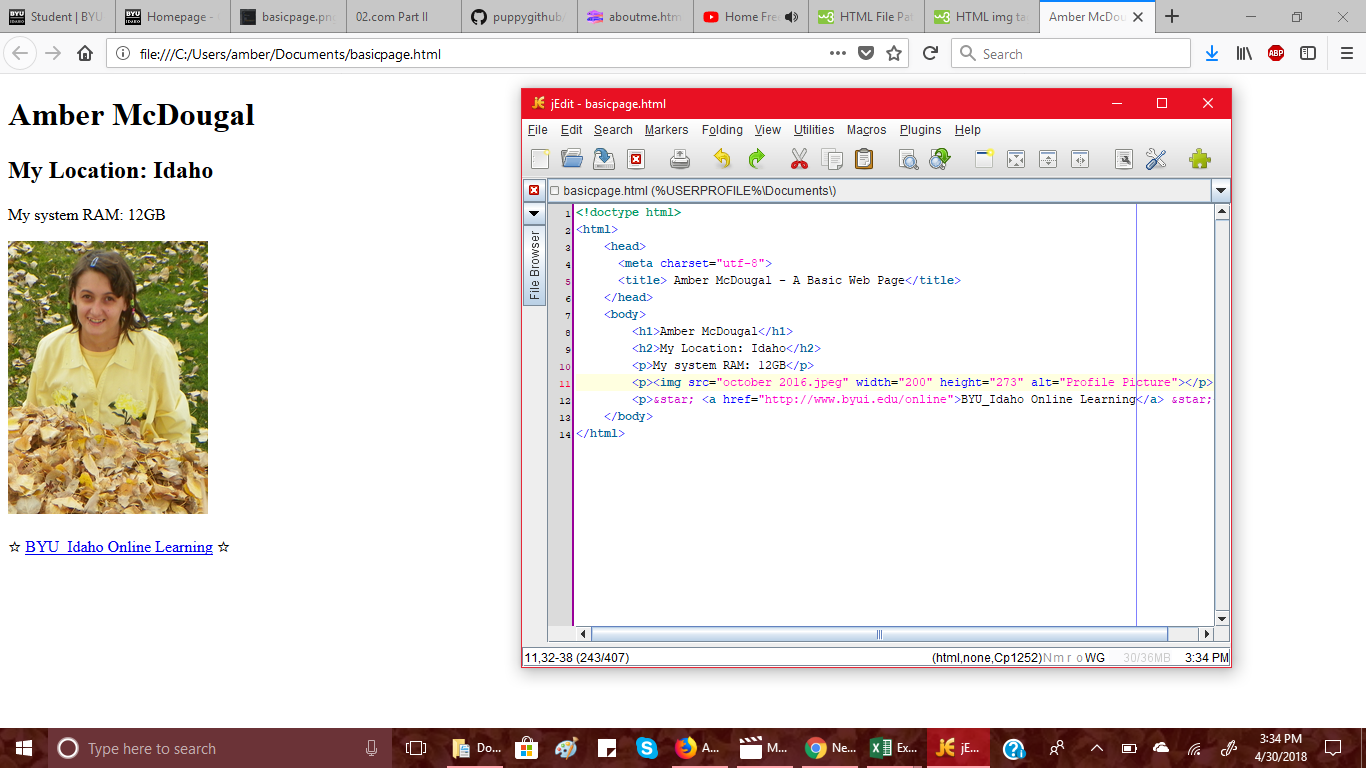 Student | BYU
Homepage -
basicpage.pn
02.com Part II
puppygithub/
aboutme.htm
Home Free
HTML File Pat
HTML img ta
Amber McDou
file:///C:/Users/amber/Documents/basicpage.html
Search
Amber McDougal
My Location: Idaho
My system RAM: 12GB
☆ BYU_Idaho Online Learning ☆
jEdit - basicpage.html
File Edit Search Markers Folding View Utilities Macros Plugins Help
basicpage.html (%USERPROFILE%\Documents\)
File Browser
1 <!doctype html>
2 <html>
3 <head>
4 <meta charset="utf-8">
5 <title> Amber McDougal - A Basic Web Page</title>
6 </head>
7 <body>
8 <h1>Amber McDougal</h1>
9 <h2>My Location: Idaho</h2>
10 <p>My system RAM: 12GB</p>
11 <p><img src="october 2016.jpeg" width="200" height="273" alt="Profile Picture"></p>
12 <p>&star; <a href="http://www.byui.edu/online">BYU_Idaho Online Learning</a> &star;
13 </body>
14 </html>
11,32-38 (243/407)
(html,none,Cp1252)N m r o WG 30/36MB 3:34 PM
Type here to search
Do...
A...
M...
Ne...
Ex...
jE...
3:34 PM
4/30/2018